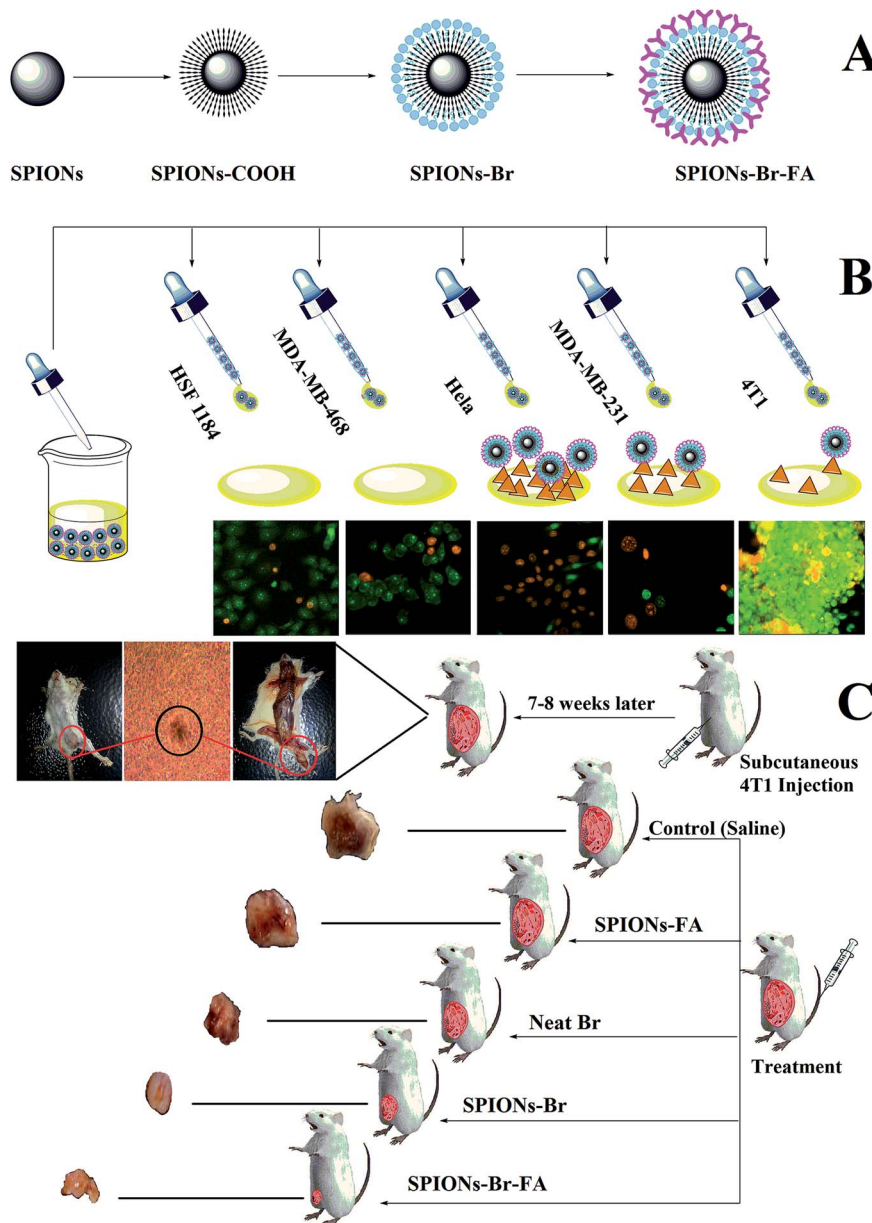 A
SPIONs
SPIONs-COOH
SPIONs-Br
SPIONs-Br-FA
B
HSF 1184
MDA-MB-468
Hela
MDA-MB-231
4T1
C
7-8 weeks later
Subcutaneous
4T1 Injection
Control (Saline)
SPIONs-FA
Neat Br
Treatment
SPIONs-Br
SPIONs-Br-FA